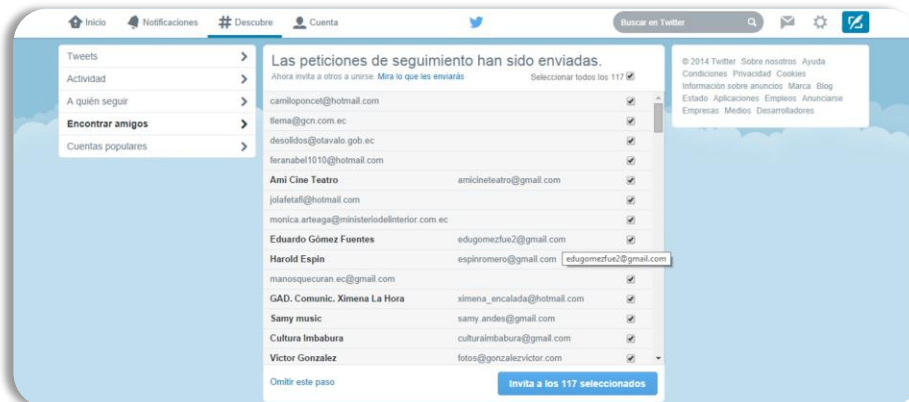 Inicio Notificaciones Descubre Cuenta Buscar en Twitter
Tweets
Actividad
A quién seguir
Encontrar amigos
Cuentas populares
Las peticiones de seguimiento han sido enviadas.
Ahora invita a otros a unirse. Mira lo que les enviarás Seleccionar todos los 117
camiloponcet@hotmail.com
tlema@gcn.com.ec
desolidos@otavalo.gob.ec
feranabel1010@hotmail.com
Ami Cine Teatro amicineteatro@gmail.com
jolafetafi@hotmail.com
monica.arteaga@ministeriodelinterior.com.ec
Eduardo Gómez Fuentes edugomezfue2@gmail.com
Harold Espin espinromero@gmail.com edugomezfue2@gmail.com
manosquecuran.ec@gmail.com
GAD. Comunic. Ximena La Hora ximena_encalada@hotmail.com
Samy music samy.andes@gmail.com
Cultura Imbabura culturaimbabura@gmail.com
Victor Gonzalez fotos@gonzalezvictor.com
Omitir este paso Invita a los 117 seleccionados
© 2014 Twitter Sobre nosotros Ayuda
Condiciones Privacidad Cookies
Información sobre anuncios Marca Blog
Estado Aplicaciones Empleos Anunciarse
Empresas Medios Desarrolladores